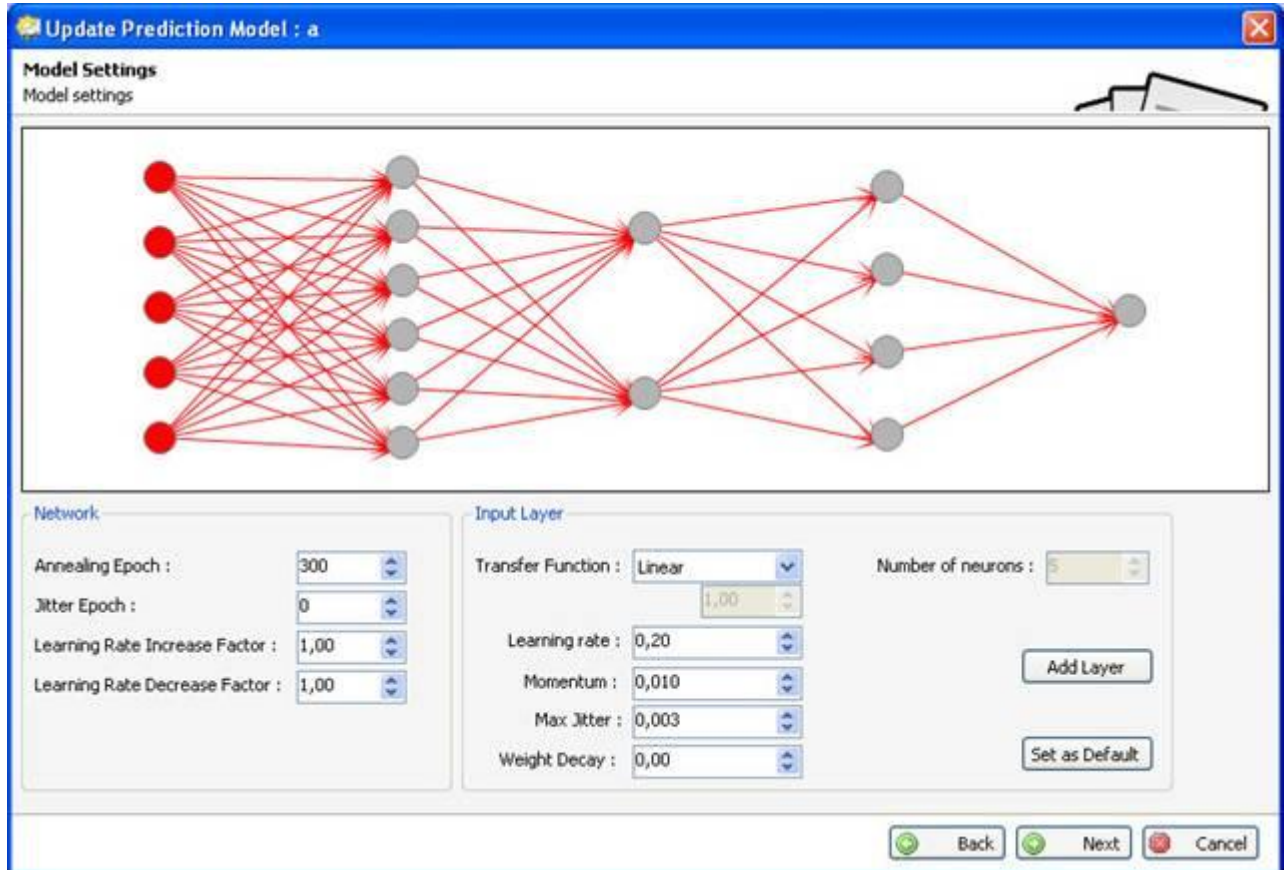 Update Prediction Model : a
Model Settings
Model settings
Network
Annealing Epoch : 300
Jitter Epoch : 0
Learning Rate Increase Factor : 1,00
Learning Rate Decrease Factor : 1,00
Input Layer
Transfer Function : Linear
1,00
Number of neurons : 5
Learning rate : 0,20
Momentum : 0,010
Max Jitter : 0,003
Weight Decay : 0,00
Add Layer
Set as Default
Back Next Cancel